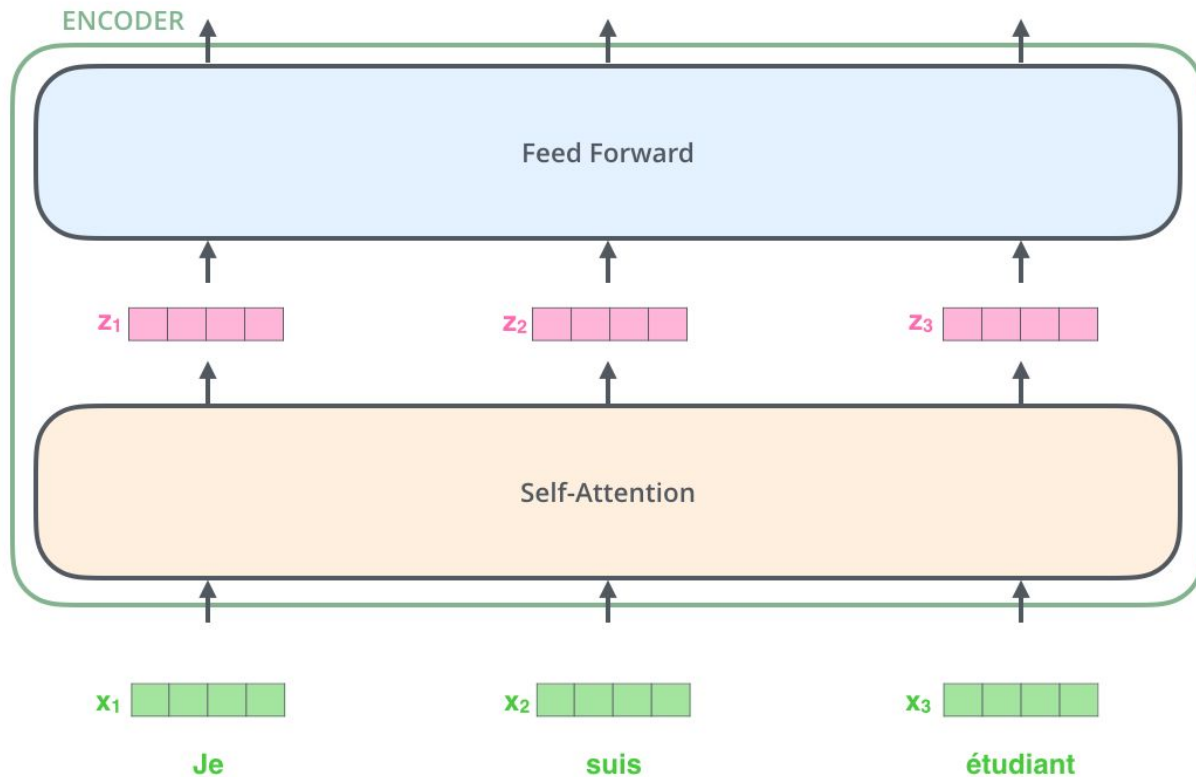 ENCODER
Feed Forward
z₁ z₂ z₃
Self-Attention
x₁ x₂ x₃
Je suis étudiant